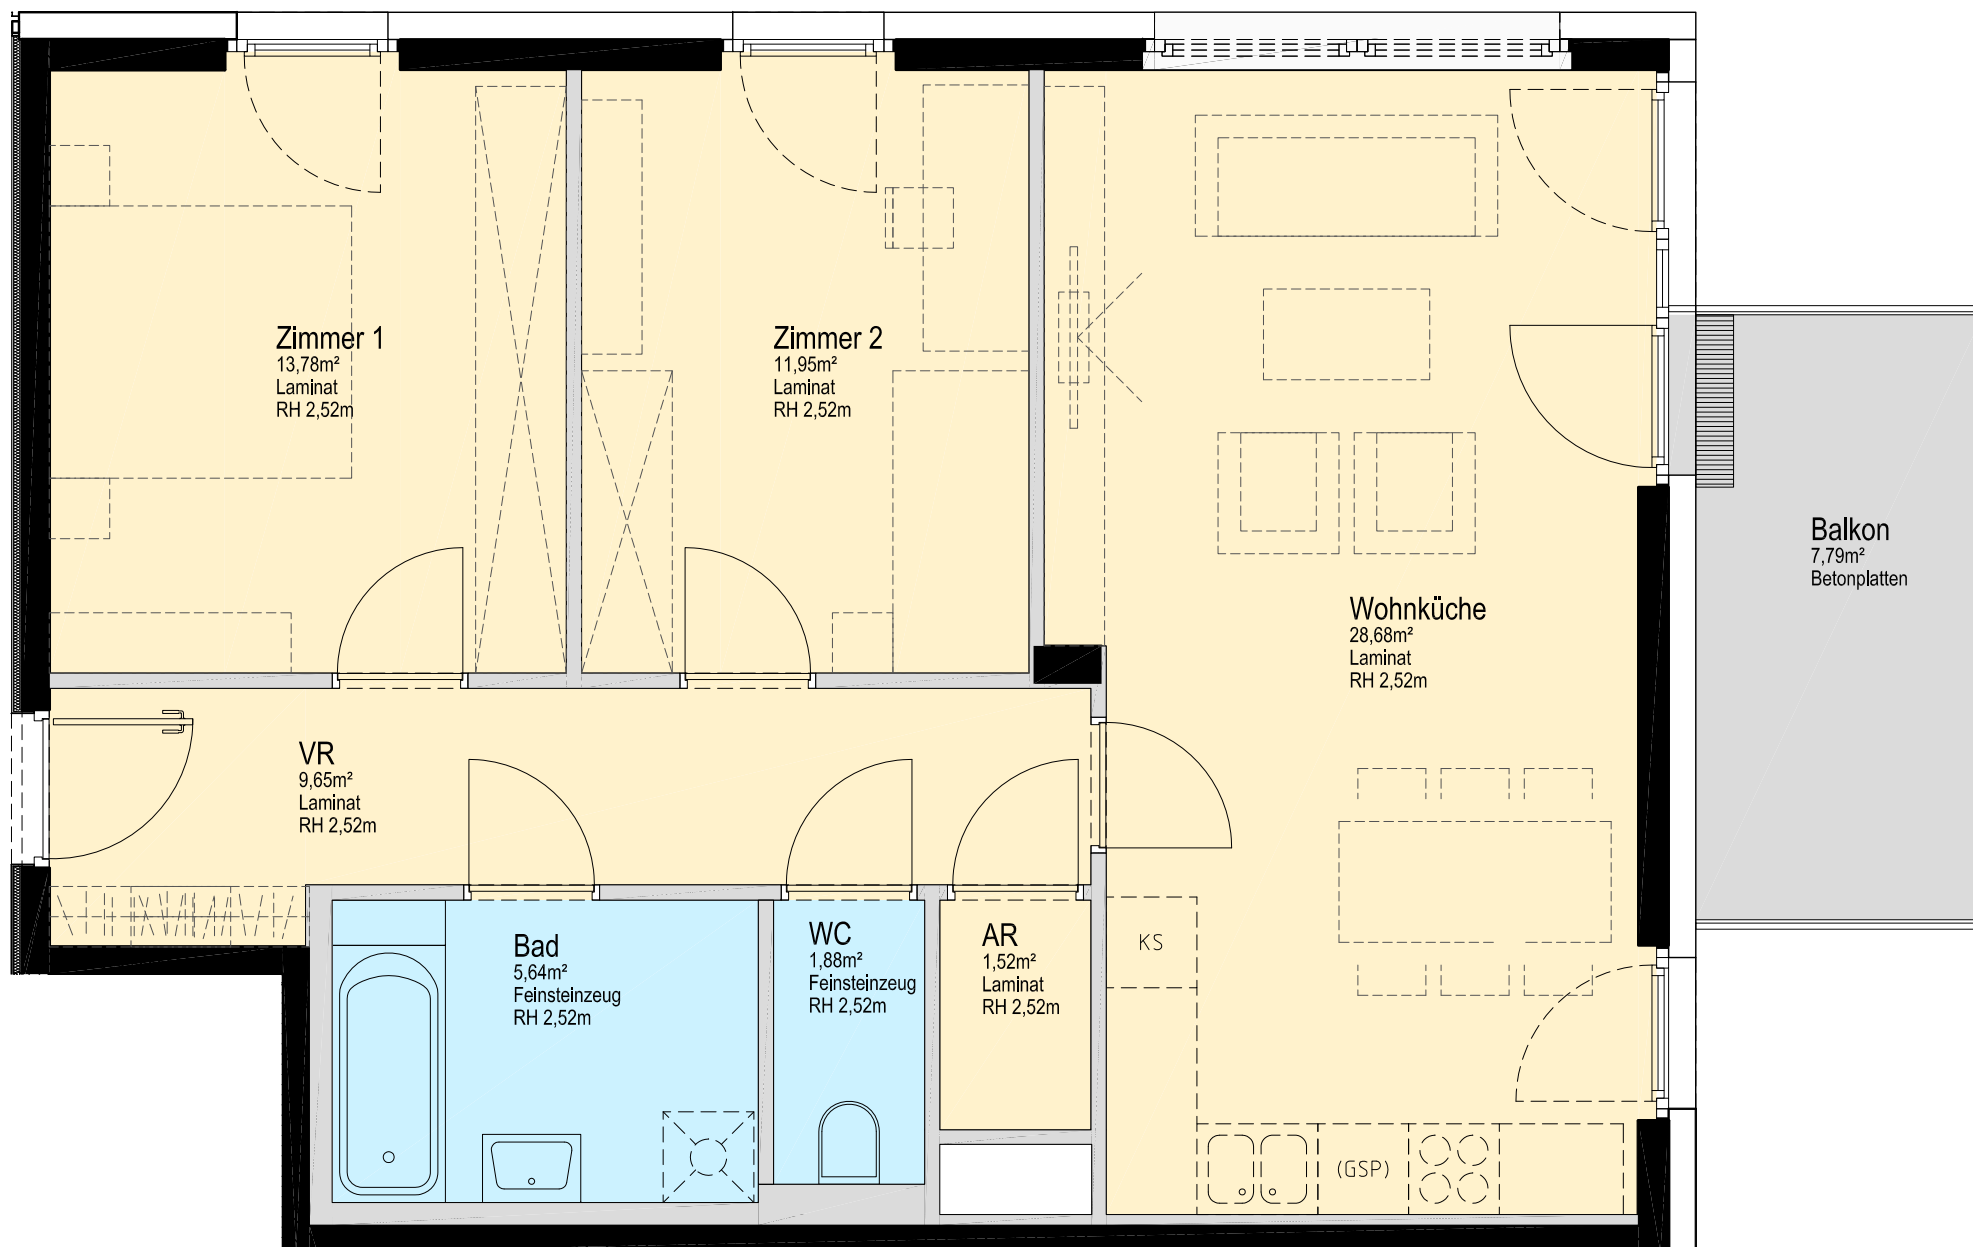 Zimmer 1
13,78m²
Laminat
RH 2,52m
Zimmer 2
11,95m²
Laminat
RH 2,52m
Balkon
7,79m²
Betonplatten
Wohnküche
28,68m²
Laminat
RH 2,52m
VR
9,65m²
Laminat
RH 2,52m
Bad
5,64m²
Feinsteinzeug
RH 2,52m
WC
1,88m²
Feinsteinzeug
RH 2,52m
AR
1,52m²
Laminat
RH 2,52m
KS
(GSP)